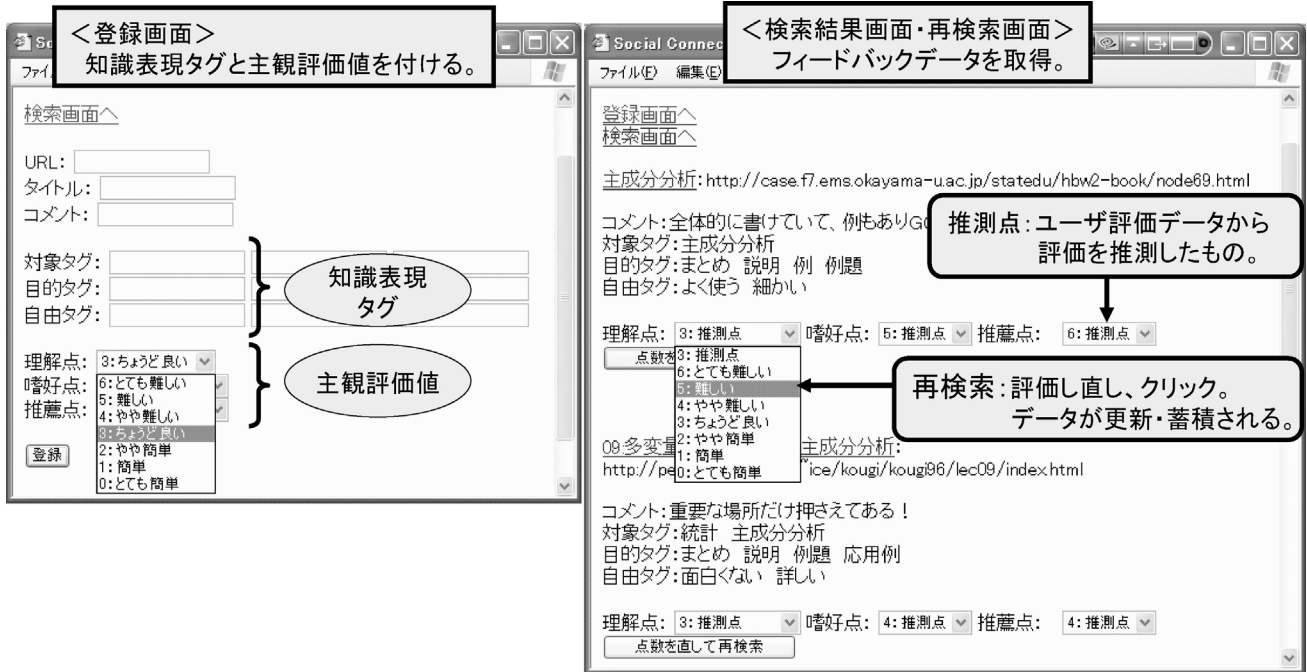 <登録画面>
知識表現タグと主観評価値を付ける。
検索画面へ
URL:
タイトル:
コメント:
対象タグ:
目的タグ:
自由タグ:
知識表現
タグ
理解点: 3:ちょうど良い
嗜好点:
推薦点:
6:とても難しい
5:難しい
4:やや難しい
3:ちょうど良い
2:やや簡単
1:簡単
0:とても簡単
主観評価値
登録
<検索結果画面・再検索画面>
フィードバックデータを取得。
Social Connec
ファイル(F) 編集(E)
登録画面へ
検索画面へ
主成分分析:http://case.f7.ems.okayama-u.ac.jp/statedu/hbw2-book/node69.html
コメント:全体的に書けていて、例もありGo
対象タグ:主成分分析
目的タグ:まとめ 説明 例 例題
自由タグ:よく使う 細かい
推測点:ユーザ評価データから
評価を推測したもの。
理解点: 3:推測点 嗜好点: 5:推測点 推薦点: 6:推測点
点数を
3:推測点
6:とても難しい
5:難しい
4:やや難しい
3:ちょうど良い
2:やや簡単
1:簡単
0:とても簡単
再検索:評価し直し、クリック。
データが更新・蓄積される。
09:多変量 主成分分析:
http://pe ~ice/kougi/kougi96/lec09/index.html
コメント:重要な場所だけ押さえてある!
対象タグ:統計 主成分分析
目的タグ:まとめ 説明 例題 応用例
自由タグ:面白くない 詳しい
理解点: 3:推測点 嗜好点: 4:推測点 推薦点: 4:推測点
点数を直して再検索